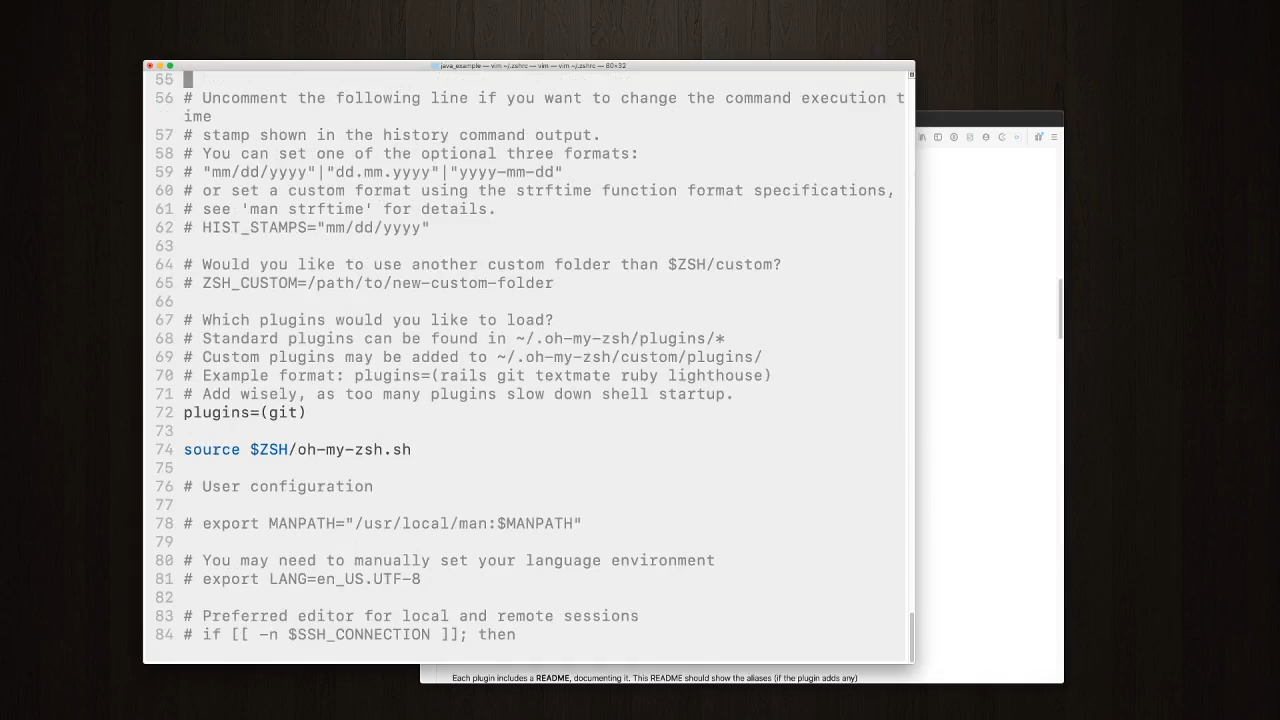 java_example — vim ~/.zshrc — vim — vim ~/.zshrc — 80×32
55
56 # Uncomment the following line if you want to change the command execution t
ime
57 # stamp shown in the history command output.
58 # You can set one of the optional three formats:
59 # "mm/dd/yyyy"|"dd.mm.yyyy"|"yyyy-mm-dd"
60 # or set a custom format using the strftime function format specifications,
61 # see 'man strftime' for details.
62 # HIST_STAMPS="mm/dd/yyyy"
63
64 # Would you like to use another custom folder than $ZSH/custom?
65 # ZSH_CUSTOM=/path/to/new-custom-folder
66
67 # Which plugins would you like to load?
68 # Standard plugins can be found in ~/.oh-my-zsh/plugins/*
69 # Custom plugins may be added to ~/.oh-my-zsh/custom/plugins/
70 # Example format: plugins=(rails git textmate ruby lighthouse)
71 # Add wisely, as too many plugins slow down shell startup.
72 plugins=(git)
73
74 source $ZSH/oh-my-zsh.sh
75
76 # User configuration
77
78 # export MANPATH="/usr/local/man:$MANPATH"
79
80 # You may need to manually set your language environment
81 # export LANG=en_US.UTF-8
82
83 # Preferred editor for local and remote sessions
84 # if [[ -n $SSH_CONNECTION ]]; then
Each plugin includes a README, documenting it. This README should show the aliases (if the plugin adds any)